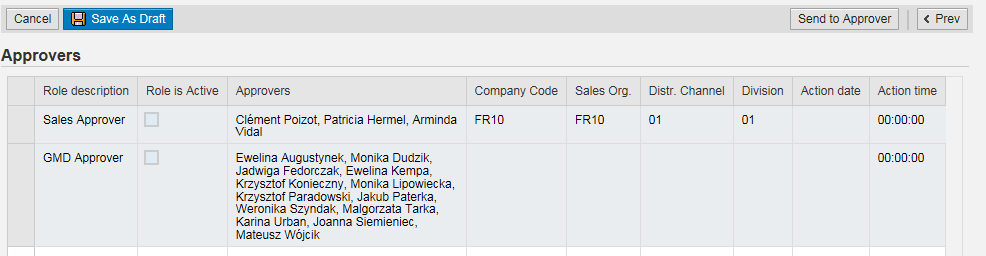 Cancel Save As Draft Send to Approver Prev
Approvers
Role description Role is Active Approvers Company Code Sales Org. Distr. Channel Division Action date Action time
Sales Approver Clément Poizot, Patricia Hermel, Arminda FR10 FR10 01 01 00:00:00
Vidal
GMD Approver Ewelina Augustynek, Monika Dudzik, 00:00:00
Jadwiga Fedorczak, Ewelina Kempa,
Krzysztof Konieczny, Monika Lipowiecka,
Krzysztof Paradowski, Jakub Paterka,
Weronika Szyndak, Malgorzata Tarka,
Karina Urban, Joanna Siemieniec,
Mateusz Wójcik